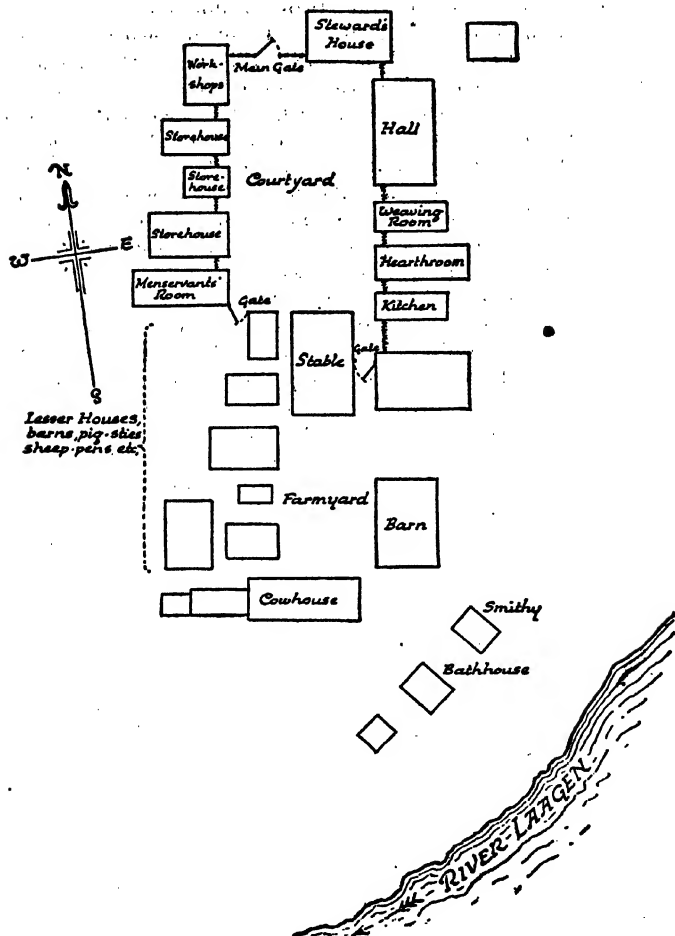 Steward's
House
Work-
shops
Main Gate
Storehouse
Hall
Store-
house
Courtyard
N
W
E
S
Weaving
Room
Storehouse
Hearthroom
Menservants'
Room
Gate
Kitchen
Stable
Gate
Lesser Houses,
barns, pig-sties
sheep-pens, etc.
Farmyard
Barn
Cowhouse
Smithy
Bathhouse
RIVER-LAAGEN